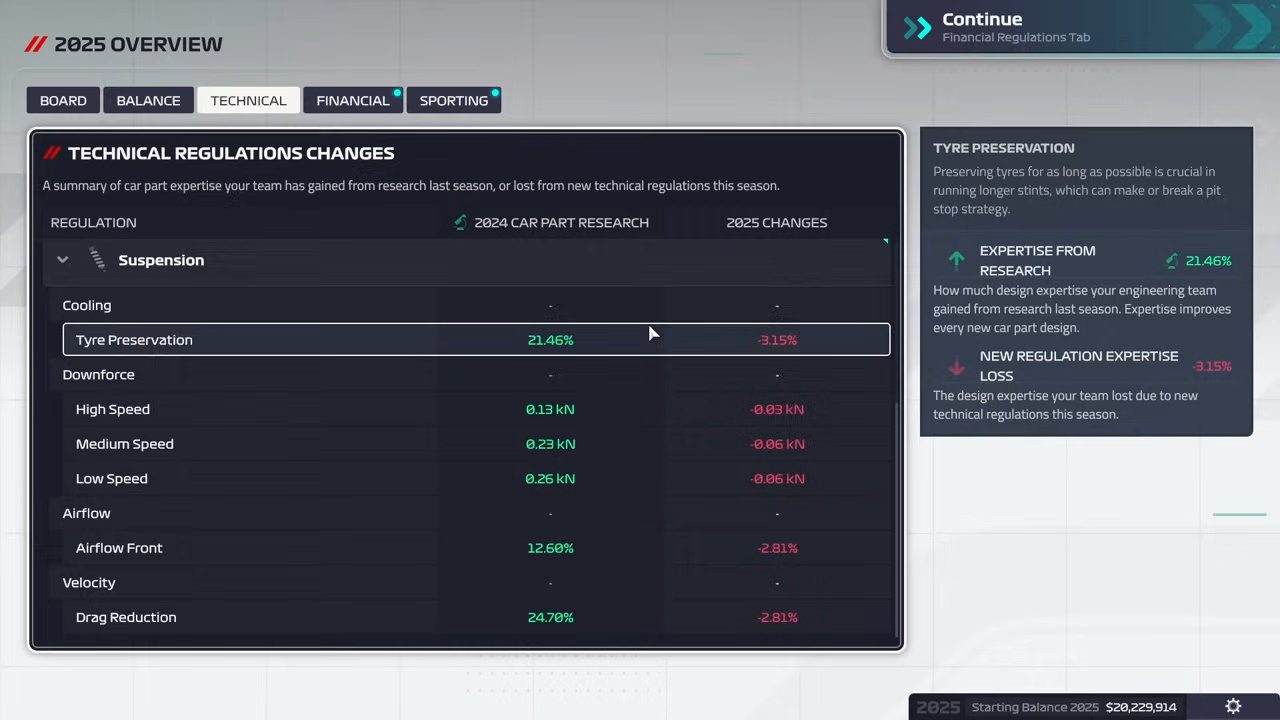 2025 OVERVIEW
Continue
Financial Regulations Tab
BOARD BALANCE TECHNICAL FINANCIAL SPORTING
TECHNICAL REGULATIONS CHANGES
A summary of car part expertise your team has gained from research last season, or lost from new technical regulations this season.
REGULATION 2024 CAR PART RESEARCH 2025 CHANGES
Suspension
Cooling - -
Tyre Preservation 21.46% -3.15%
Downforce - -
High Speed 0.13 kN -0.03 kN
Medium Speed 0.23 kN -0.06 kN
Low Speed 0.26 kN -0.06 kN
Airflow - -
Airflow Front 12.60% -2.81%
Velocity - -
Drag Reduction 24.70% -2.81%
TYRE PRESERVATION
Preserving tyres for as long as possible is crucial in
running longer stints, which can make or break a pit
stop strategy.
EXPERTISE FROM
RESEARCH 21.46%
How much design expertise your engineering team
gained from research last season. Expertise improves
every new car part design.
NEW REGULATION EXPERTISE
LOSS -3.15%
The design expertise your team lost due to new
technical regulations this season.
2025 Starting Balance 2025 $20,229,914